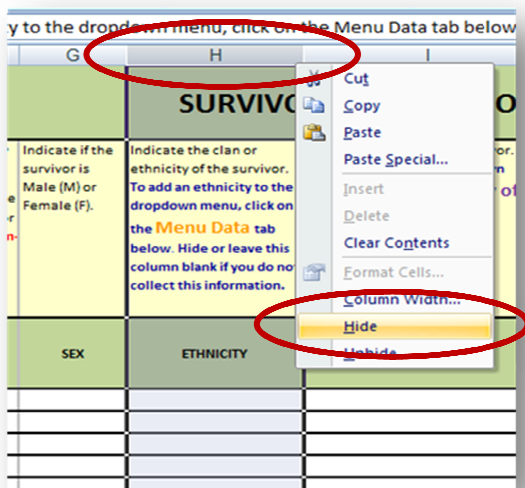 y to the dropdown menu, click on the Menu Data tab below
G H I
SURVIVO
Indicate if the
survivor is
Male (M) or
Female (F).
Indicate the clan or
ethnicity of the survivor.
To add an ethnicity to the
dropdown menu, click on
the Menu Data tab
below. Hide or leave this
column blank if you do no
collect this information.
Cut
Copy
Paste
Paste Special...
Insert
Delete
Clear Contents
Format Cells...
Column Width...
Hide
Unhide
SEX
ETHNICITY